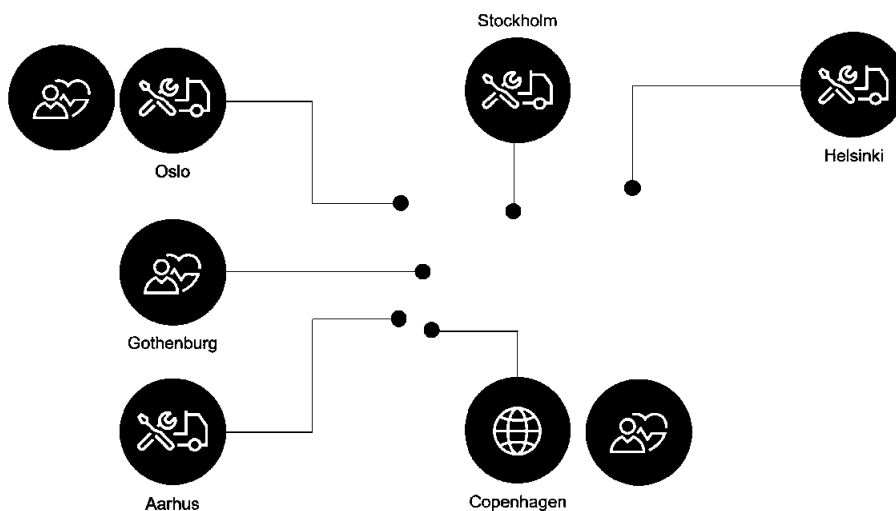 Stockholm
Oslo
Helsinki
Gothenburg
Aarhus
Copenhagen